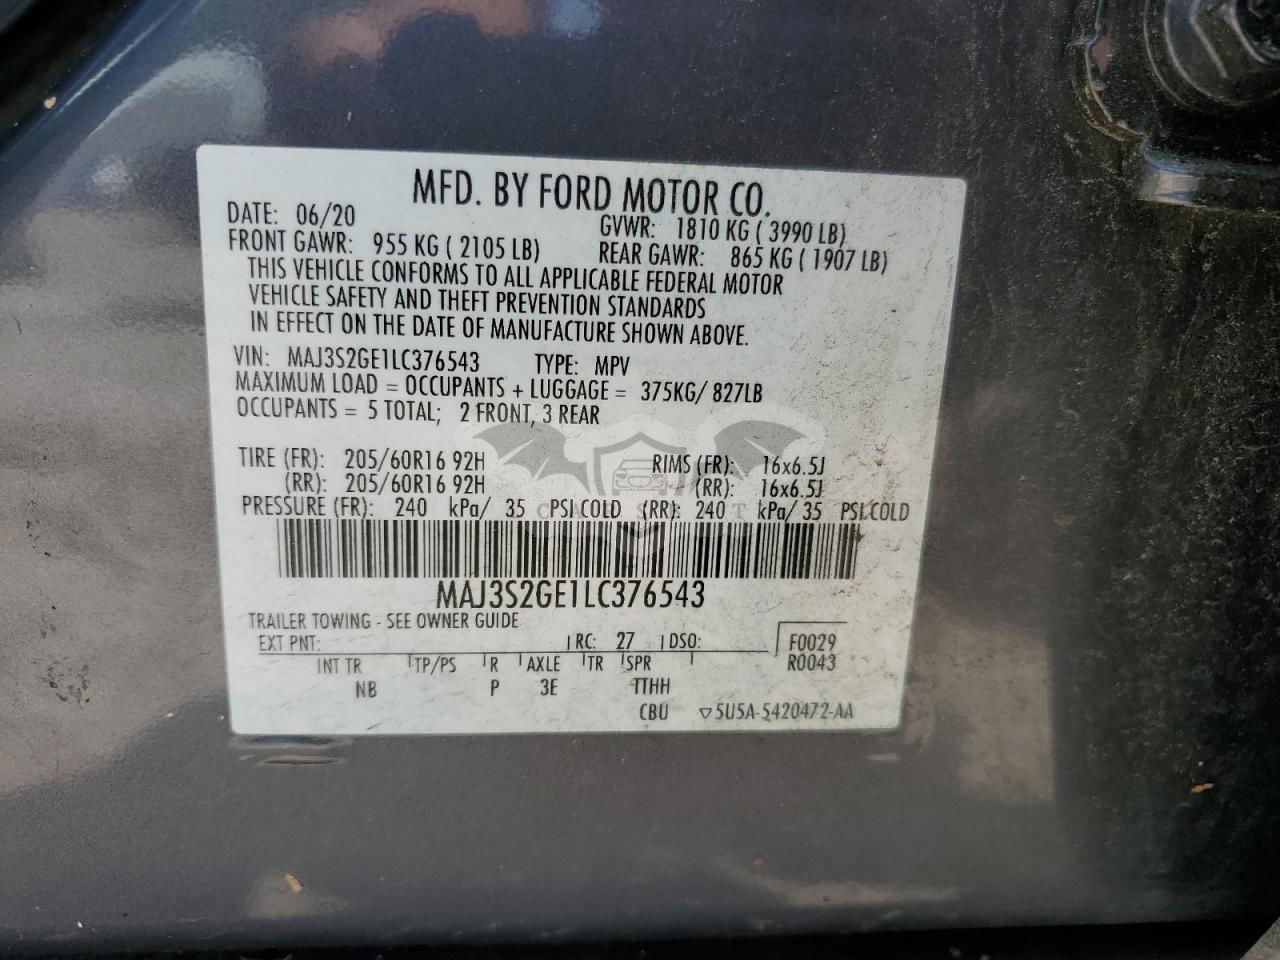 MFD. BY FORD MOTOR CO.
DATE: 06/20 GVWR: 1810 KG ( 3990 LB)
FRONT GAWR: 955 KG ( 2105 LB) REAR GAWR: 865 KG ( 1907 LB)
THIS VEHICLE CONFORMS TO ALL APPLICABLE FEDERAL MOTOR
VEHICLE SAFETY AND THEFT PREVENTION STANDARDS
IN EFFECT ON THE DATE OF MANUFACTURE SHOWN ABOVE.
VIN: MAJ3S2GE1LC376543 TYPE: MPV
MAXIMUM LOAD = OCCUPANTS + LUGGAGE = 375KG/ 827LB
OCCUPANTS = 5 TOTAL; 2 FRONT, 3 REAR
TIRE (FR): 205/60R16 92H RIMS (FR): 16x6.5J
(RR): 205/60R16 92H (RR): 16x6.5J
PRESSURE (FR): 240 kPa/ 35 PSI.COLD (RR): 240 kPa/ 35 PSI.COLD
MAJ3S2GE1LC376543
TRAILER TOWING - SEE OWNER GUIDE
EXT PNT: RC: 27 DSO: F0029
INT TR TP/PS R AXLE TR SPR R0043
NB P 3E TTHH
CBU ▽5U5A-5420472-AA